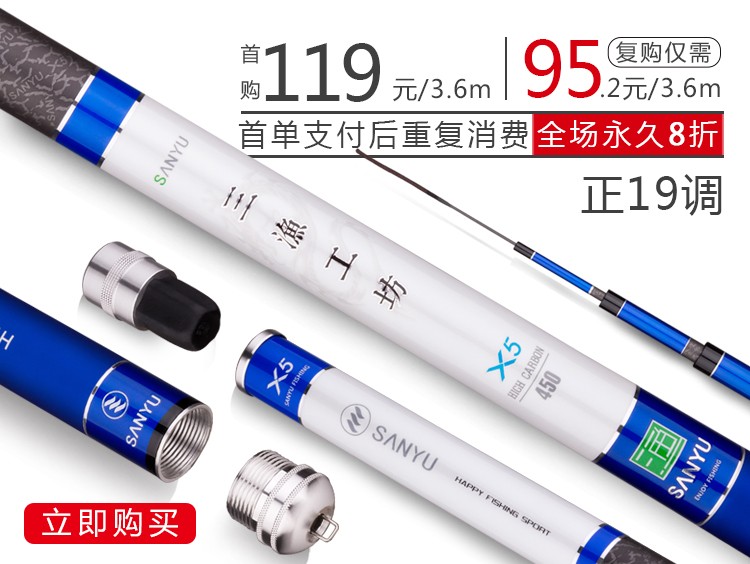 首购119元/3.6m
95.2元/3.6m
复购仅需
首单支付后重复消费 全场永久8折
正19调
SANYU
SANYU
三漁工坊
X5
HIGH CARBON
450
SANYU
ENJOY FISHING
SANYU
X5
SANYU FISHING
SANYU
HAPPY FISHING SPORT
立即购买